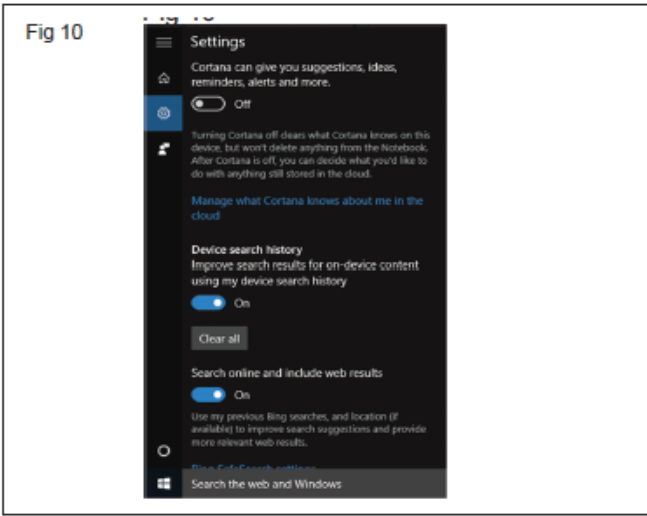 Fig 10
Settings
Cortana can give you suggestions, ideas,
reminders, alerts and more.
Off
Turning Cortana off clears what Cortana knows on this
device, but won't delete anything from the Notebook.
After Cortana is off, you can decide what you'd like to
do with anything still stored in the cloud.
Manage what Cortana knows about me in the
cloud
Device search history
Improve search results for on-device content
using my device search history
On
Clear all
Search online and include web results
On
Use my previous Bing searches, and location (if
available) to improve search suggestions and provide
more relevant web results.
Bing SafeSearch settings
Search the web and Windows